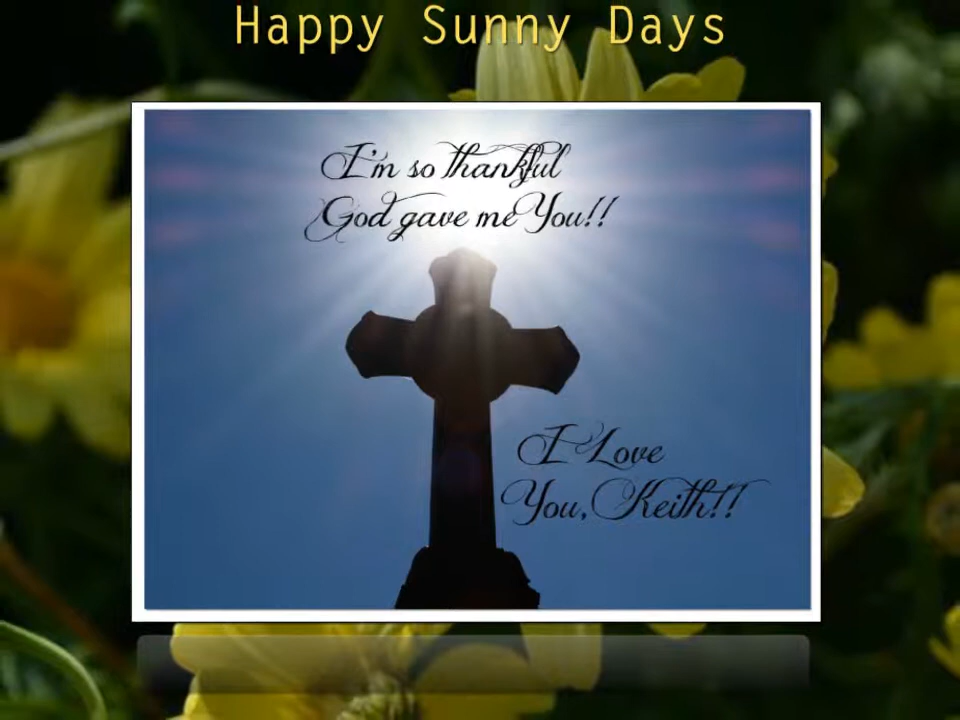 Happy Sunny Days
I'm so thankful
God gave me You!!
I Love
You, Keith!!